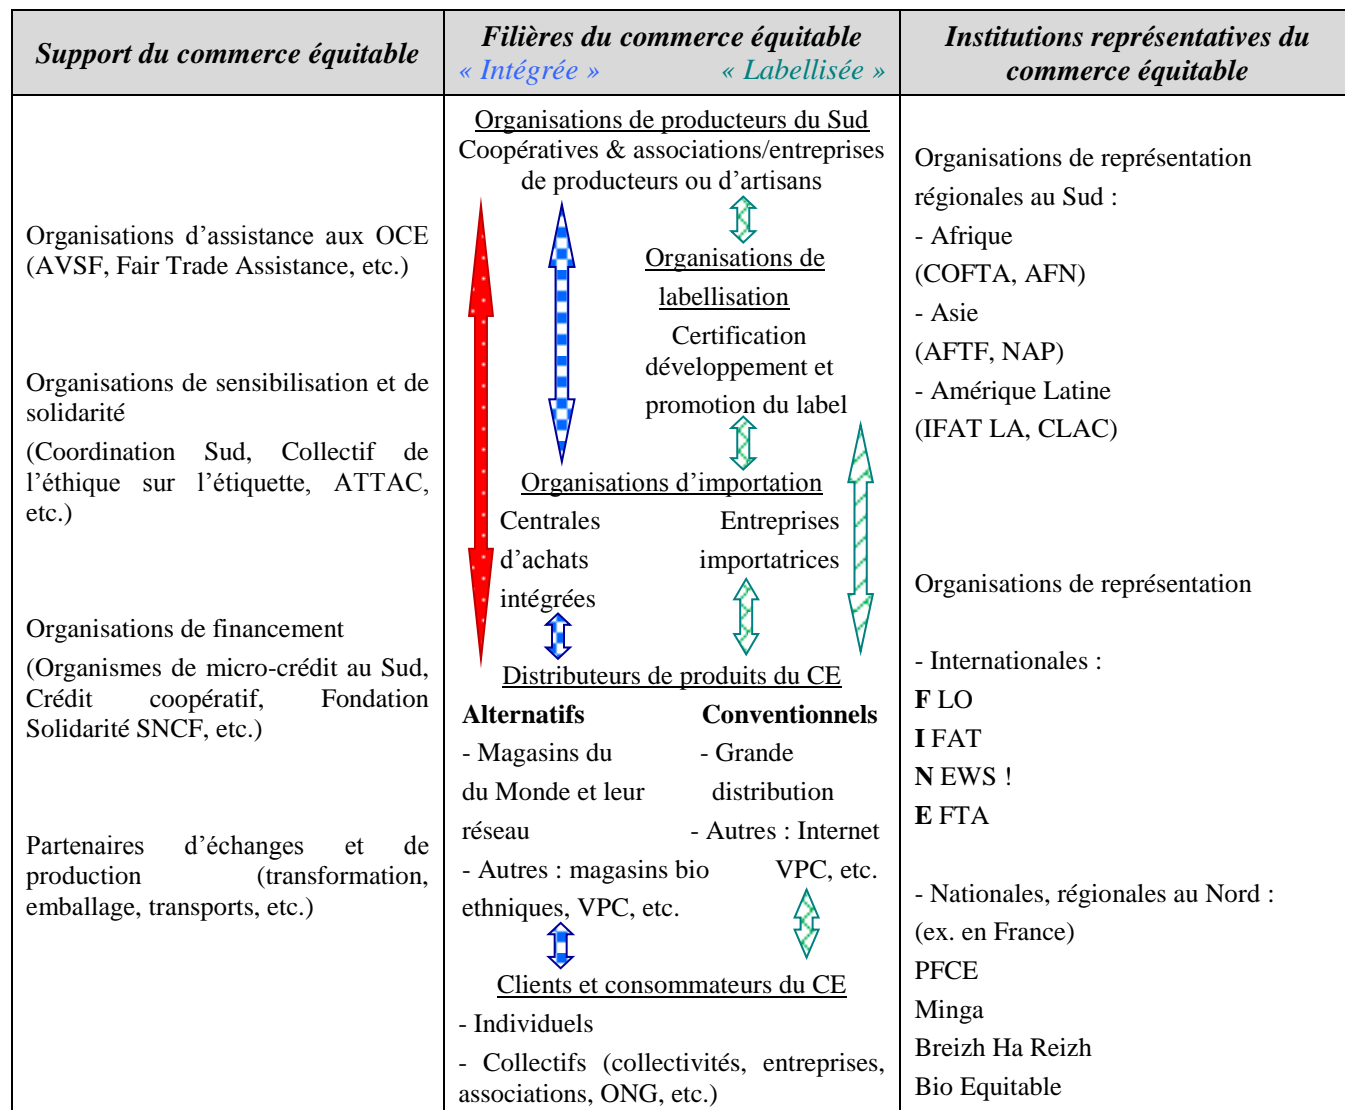 Support du commerce équitable
Filières du commerce équitable
« Intégrée » « Labellisée »
Institutions représentatives du
commerce équitable
Organisations d’assistance aux OCE
(AVSF, Fair Trade Assistance, etc.)
Organisations de sensibilisation et de
solidarité
(Coordination Sud, Collectif de
l’éthique sur l’étiquette, ATTAC,
etc.)
Organisations de financement
(Organismes de micro-crédit au Sud,
Crédit coopératif, Fondation
Solidarité SNCF, etc.)
Partenaires d’échanges et de
production (transformation,
emballage, transports, etc.)
Organisations de producteurs du Sud
Coopératives & associations/entreprises
de producteurs ou d’artisans
Organisations de
labellisation
Certification
développement et
promotion du label
Organisations d’importation
Centrales Entreprises
d’achats importatrices
intégrées
Distributeurs de produits du CE
Alternatifs Conventionnels
- Magasins du - Grande
du Monde et leur distribution
réseau - Autres : Internet
- Autres : magasins bio VPC, etc.
ethniques, VPC, etc.
Clients et consommateurs du CE
- Individuels
- Collectifs (collectivités, entreprises,
associations, ONG, etc.)
Organisations de représentation
régionales au Sud :
- Afrique
(COFTA, AFN)
- Asie
(AFTF, NAP)
- Amérique Latine
(IFAT LA, CLAC)
Organisations de représentation
- Internationales :
F LO
I FAT
N EWS !
E FTA
- Nationales, régionales au Nord :
(ex. en France)
PFCE
Minga
Breizh Ha Reizh
Bio Equitable